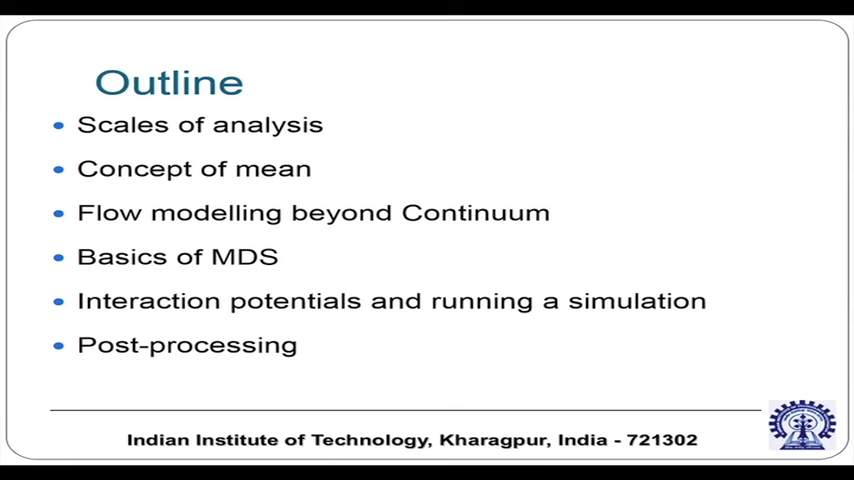 Outline
Scales of analysis
Concept of mean
Flow modelling beyond Continuum
Basics of MDS
Interaction potentials and running a simulation
Post-processing
Indian Institute of Technology, Kharagpur, India - 721302